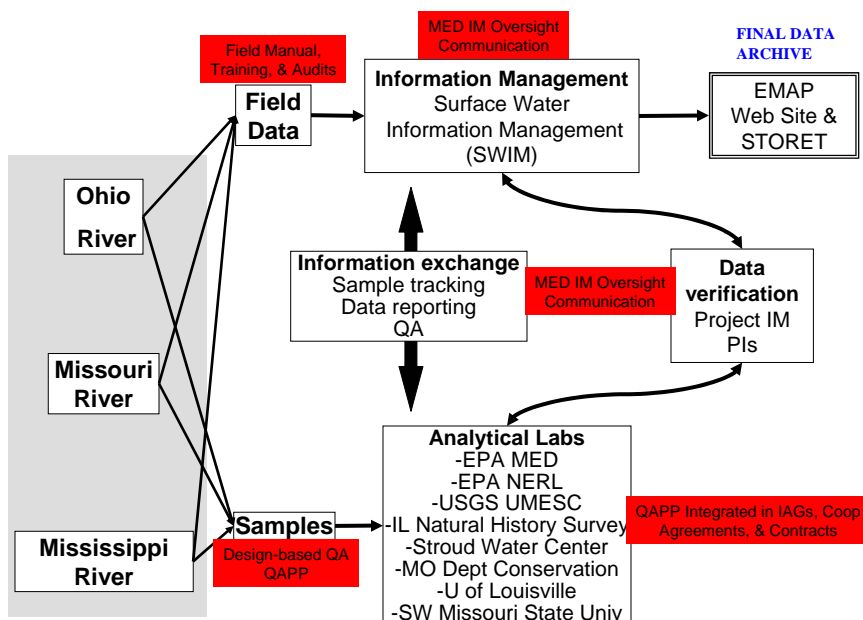 MED IM Oversight
Communication
FINAL DATA
ARCHIVE
Field Manual,
Training, & Audits
Information Management
Surface Water
Information Management
(SWIM)
EMAP
Web Site &
STORET
Field
Data
Ohio
River
Information exchange
Sample tracking
Data reporting
QA
MED IM Oversight
Communication
Data
verification
Project IM
PIs
Missouri
River
Analytical Labs
-EPA MED
-EPA NERL
-USGS UMESC
-IL Natural History Survey
-Stroud Water Center
-MO Dept Conservation
-U of Louisville
-SW Missouri State Univ
QAPP Integrated in IAGs, Coop
Agreements, & Contracts
Samples
Design-based QA
QAPP
Mississippi
River